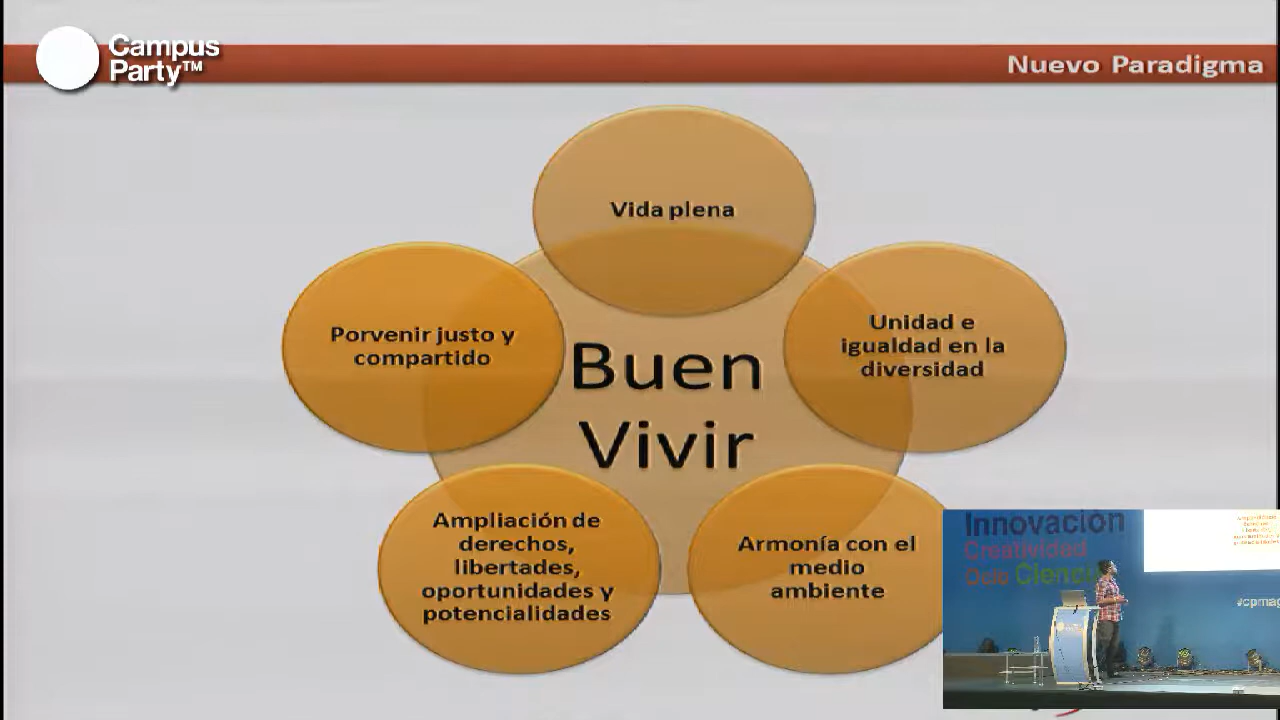 Campus
Party™
Nuevo Paradigma
Vida plena
Porvenir justo y
compartido
Unidad e
igualdad en la
diversidad
Buen
Vivir
Ampliación de
derechos,
libertades,
oportunidades y
potencialidades
Armonía con el
medio
ambiente
Innovación
Creatividad
Ocio Cienc
#cpmag